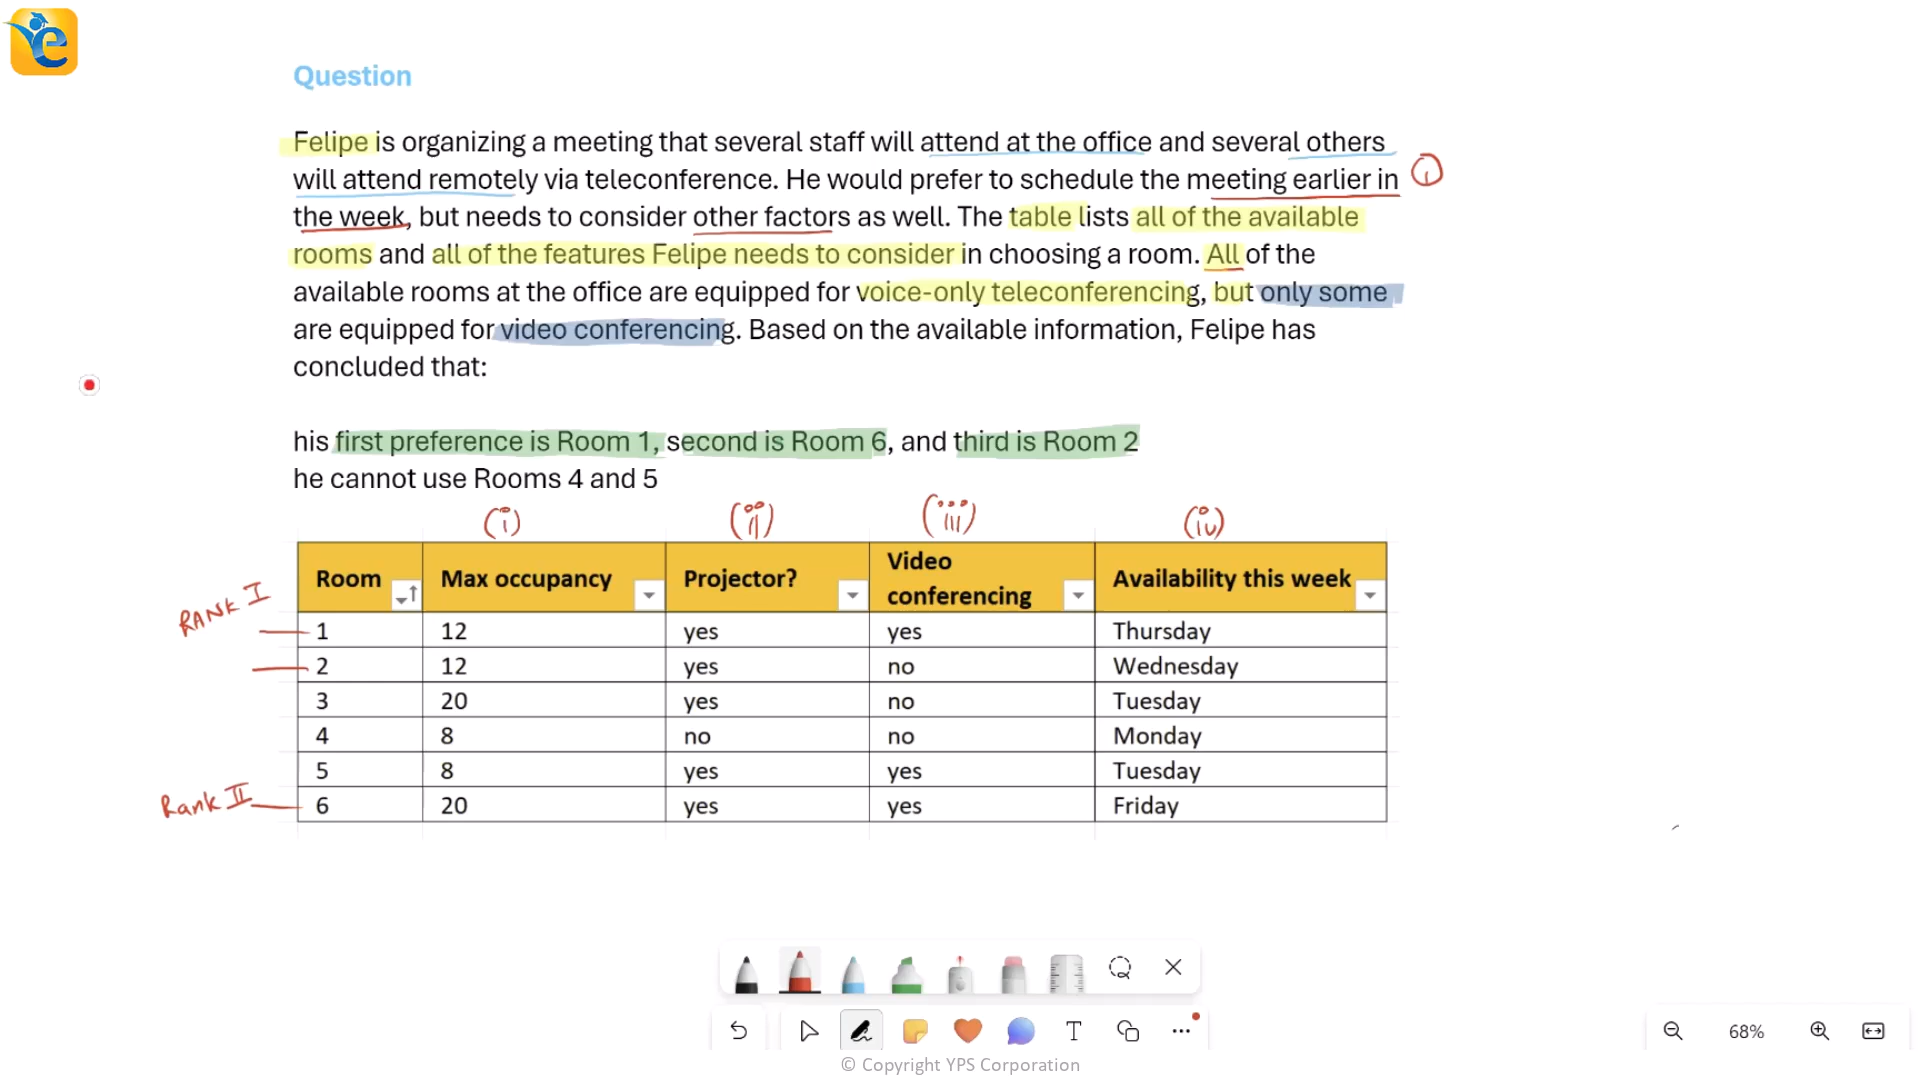 Question
Felipe is organizing a meeting that several staff will attend at the office and several others
will attend remotely via teleconference. He would prefer to schedule the meeting earlier in
the week, but needs to consider other factors as well. The table lists all of the available
rooms and all of the features Felipe needs to consider in choosing a room. All of the
available rooms at the office are equipped for voice-only teleconferencing, but only some
are equipped for video conferencing. Based on the available information, Felipe has
concluded that:
his first preference is Room 1, second is Room 6, and third is Room 2
he cannot use Rooms 4 and 5
(i) (ii) (iii) (iv)
Room Max occupancy Projector? Video conferencing Availability this week
RANK I
1 12 yes yes Thursday
2 12 yes no Wednesday
3 20 yes no Tuesday
4 8 no no Monday
5 8 yes yes Tuesday
Rank II
6 20 yes yes Friday
68%
© Copyright YPS Corporation